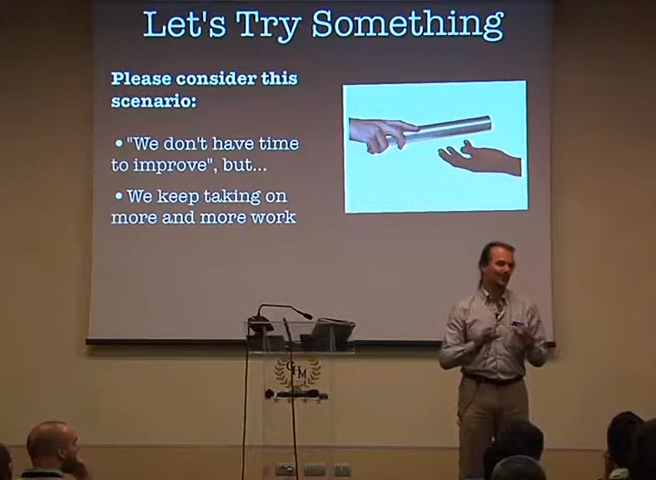 Let's Try Something
Please consider this
scenario:
• "We don't have time
to improve", but...
• We keep taking on
more and more work
GHM